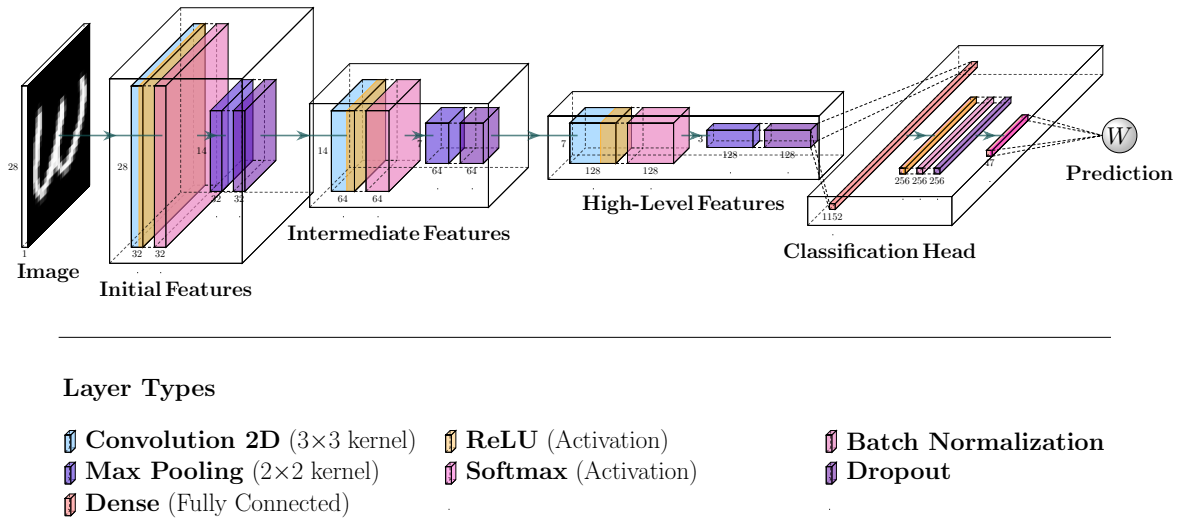 28
1
Image
28
32
32
14
32
32
Initial Features
14
64
64
64
64
Intermediate Features
7
128
128
3
128
128
High-Level Features
1152
256
256
256
47
Classification Head
W
Prediction
Layer Types
Convolution 2D (3×3 kernel)
ReLU (Activation)
Batch Normalization
Max Pooling (2×2 kernel)
Softmax (Activation)
Dropout
Dense (Fully Connected)